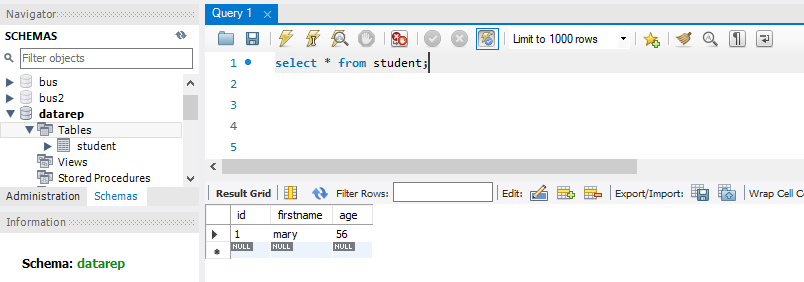 Navigator
SCHEMAS
Filter objects
bus
bus2
datarep
Tables
student
Views
Stored Procedures
Administration Schemas
Information
Schema: datarep
Query 1
Limit to 1000 rows
1 select * from student;
2
3
4
5
Result Grid Filter Rows: Edit: Export/Import: Wrap Cell Co
id firstname age
1 mary 56
NULL NULL NULL